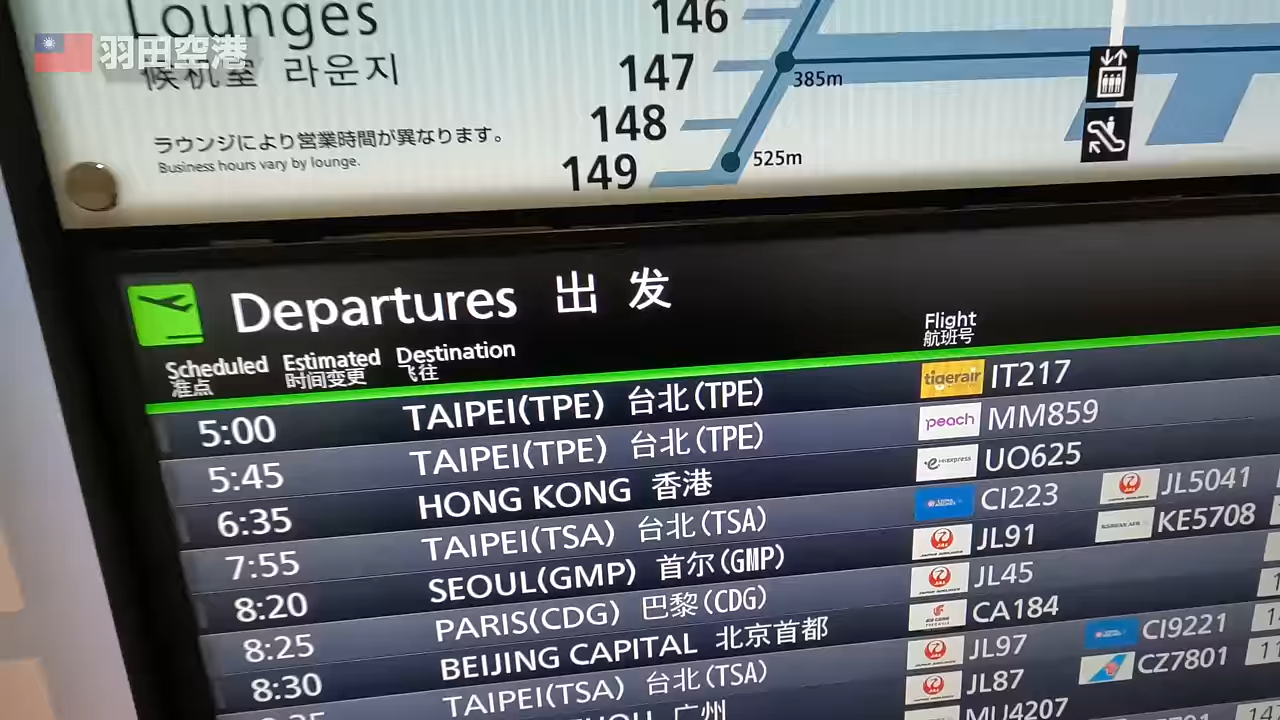 Lounges
羽田空港
候机室 라운지
ラウンジにより営業時間が異なります。
Business hours vary by lounge.
146
147
148
149
385m
525m
Departures 出发
Scheduled Estimated Destination Flight
准点 时间变更 飞往 航班号
5:00 TAIPEI(TPE) 台北(TPE) tigerair IT217
5:45 TAIPEI(TPE) 台北(TPE) peach MM859
6:35 HONG KONG 香港 UO625
7:55 TAIPEI(TSA) 台北(TSA) CI223 JL5041
8:20 SEOUL(GMP) 首尔(GMP) JL91 KE5708
8:25 PARIS(CDG) 巴黎(CDG) JL45
8:30 BEIJING CAPITAL 北京首都 CA184
TAIPEI(TSA) 台北(TSA) JL97 CI9221
广州 JL87 CZ7801
MU4207